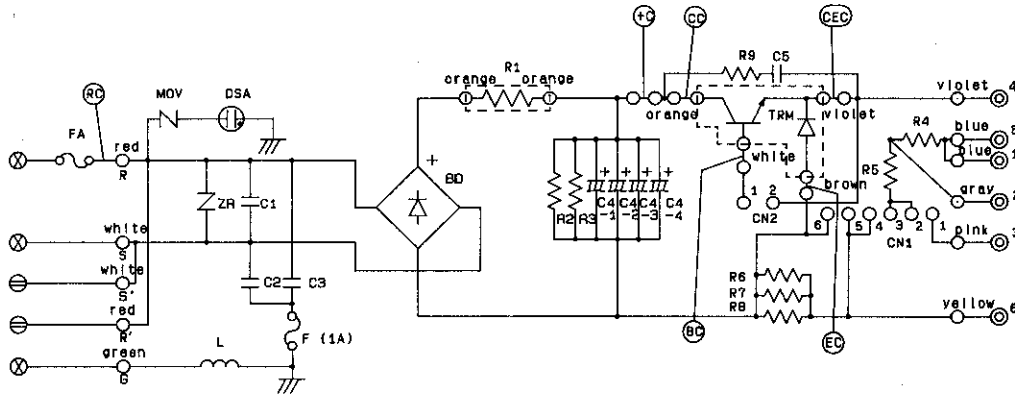 +C CC CEC
R9 C5
orange R1 orange
RC MOV DSA
orange violet violet 4
TRM
FA red R
R4 blue 8
blue 1
white
R5
+ BD
ZR C1
R2 R3 C4-1 C4-2 C4-3 C4-4
+ + + +
brown
gray 2
1 2 CN2
6 5 4 3 2 1
CN1
pink 3
white S
white S'
C2 C3
R6
R7
R8
red R'
F (1A)
BC EC
yellow 6
green G
L